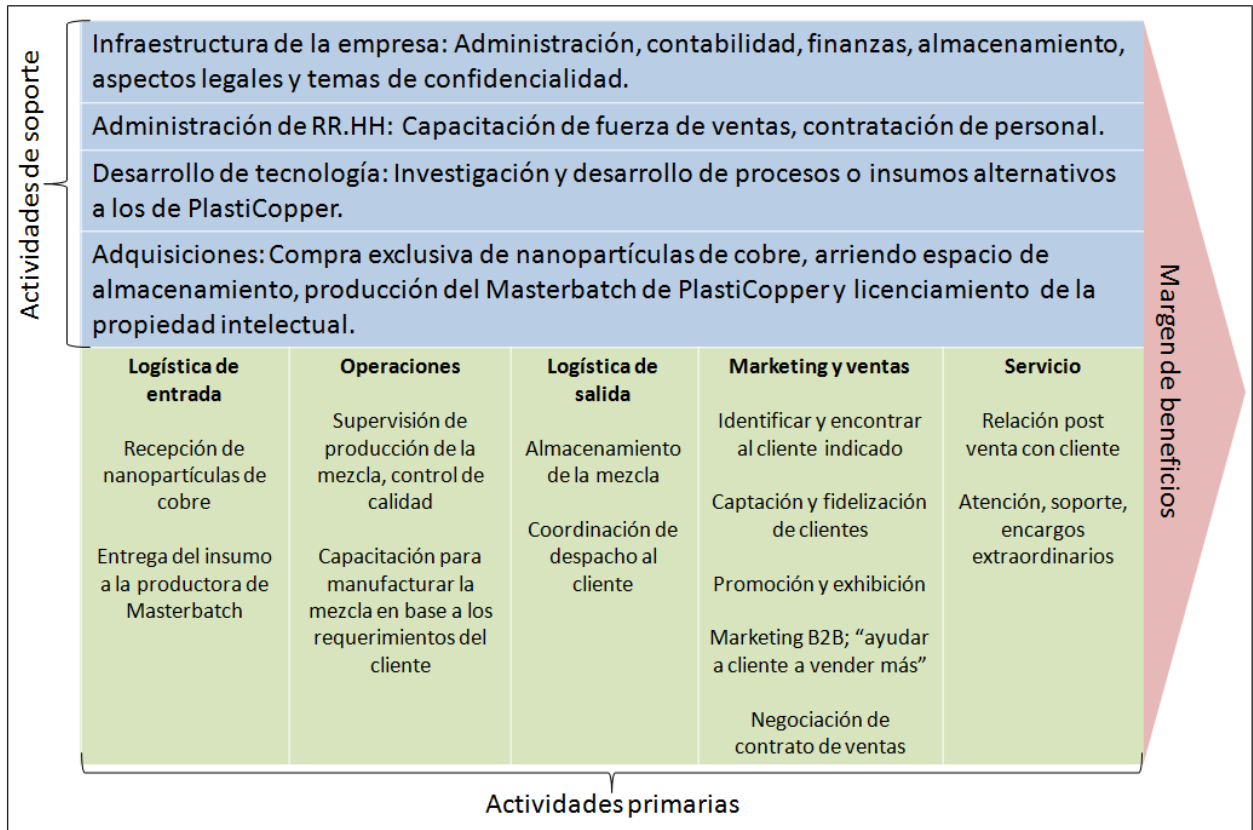 Actividades de soporte
Infraestructura de la empresa: Administración, contabilidad, finanzas, almacenamiento,
aspectos legales y temas de confidencialidad.
Administración de RR.HH: Capacitación de fuerza de ventas, contratación de personal.
Desarrollo de tecnología: Investigación y desarrollo de procesos o insumos alternativos
a los de PlastiCopper.
Adquisiciones: Compra exclusiva de nanopartículas de cobre, arriendo espacio de
almacenamiento, producción del Masterbatch de PlastiCopper y licenciamiento de la
propiedad intelectual.
Logística de
entrada
Recepción de
nanopartículas de
cobre
Entrega del insumo
a la productora de
Masterbatch
Operaciones
Supervisión de
producción de la
mezcla, control de
calidad
Capacitación para
manufacturar la
mezcla en base a los
requerimientos del
cliente
Logística de
salida
Almacenamiento
de la mezcla
Coordinación de
despacho al
cliente
Marketing y ventas
Identificar y encontrar
al cliente indicado
Captación y fidelización
de clientes
Promoción y exhibición
Marketing B2B; “ayudar
a cliente a vender más”
Negociación de
contrato de ventas
Servicio
Relación post
venta con cliente
Atención, soporte,
encargos
extraordinarios
Margen de beneficios
Actividades primarias